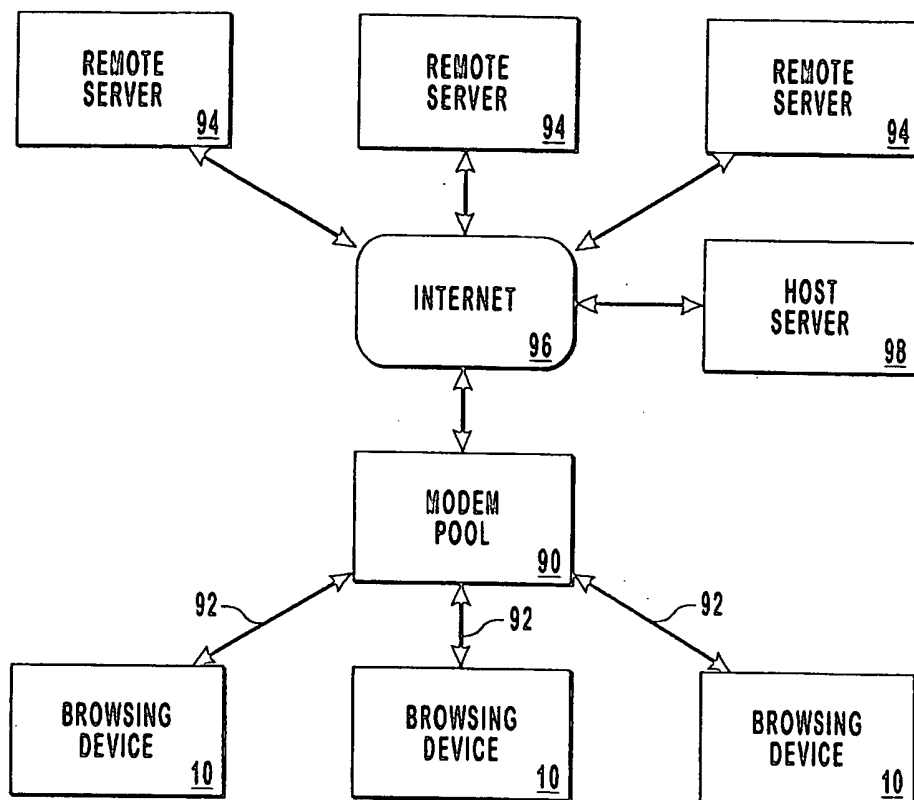 REMOTE
SERVER
94
REMOTE
SERVER
94
REMOTE
SERVER
94
INTERNET
96
HOST
SERVER
98
MODEM
POOL
90
92
92
92
BROWSING
DEVICE
10
BROWSING
DEVICE
10
BROWSING
DEVICE
10